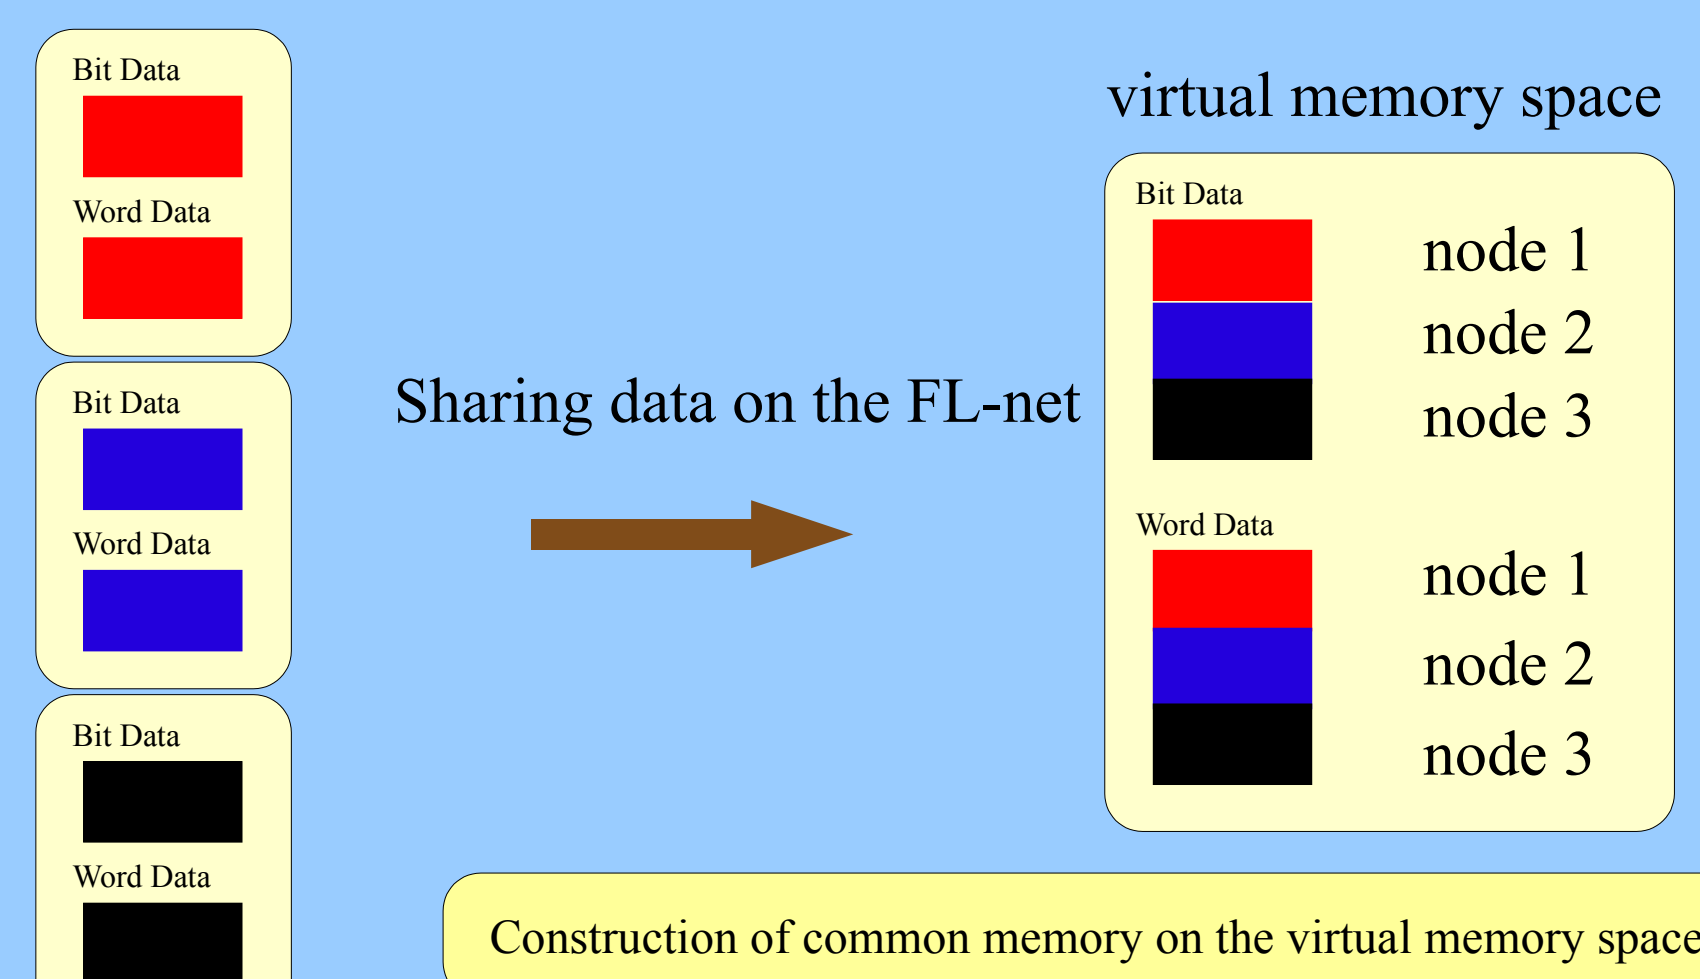 Bit Data
Word Data
Bit Data
Word Data
Bit Data
Word Data
Sharing data on the FL-net
virtual memory space
Bit Data
node 1
node 2
node 3
Word Data
node 1
node 2
node 3
Construction of common memory on the virtual memory space